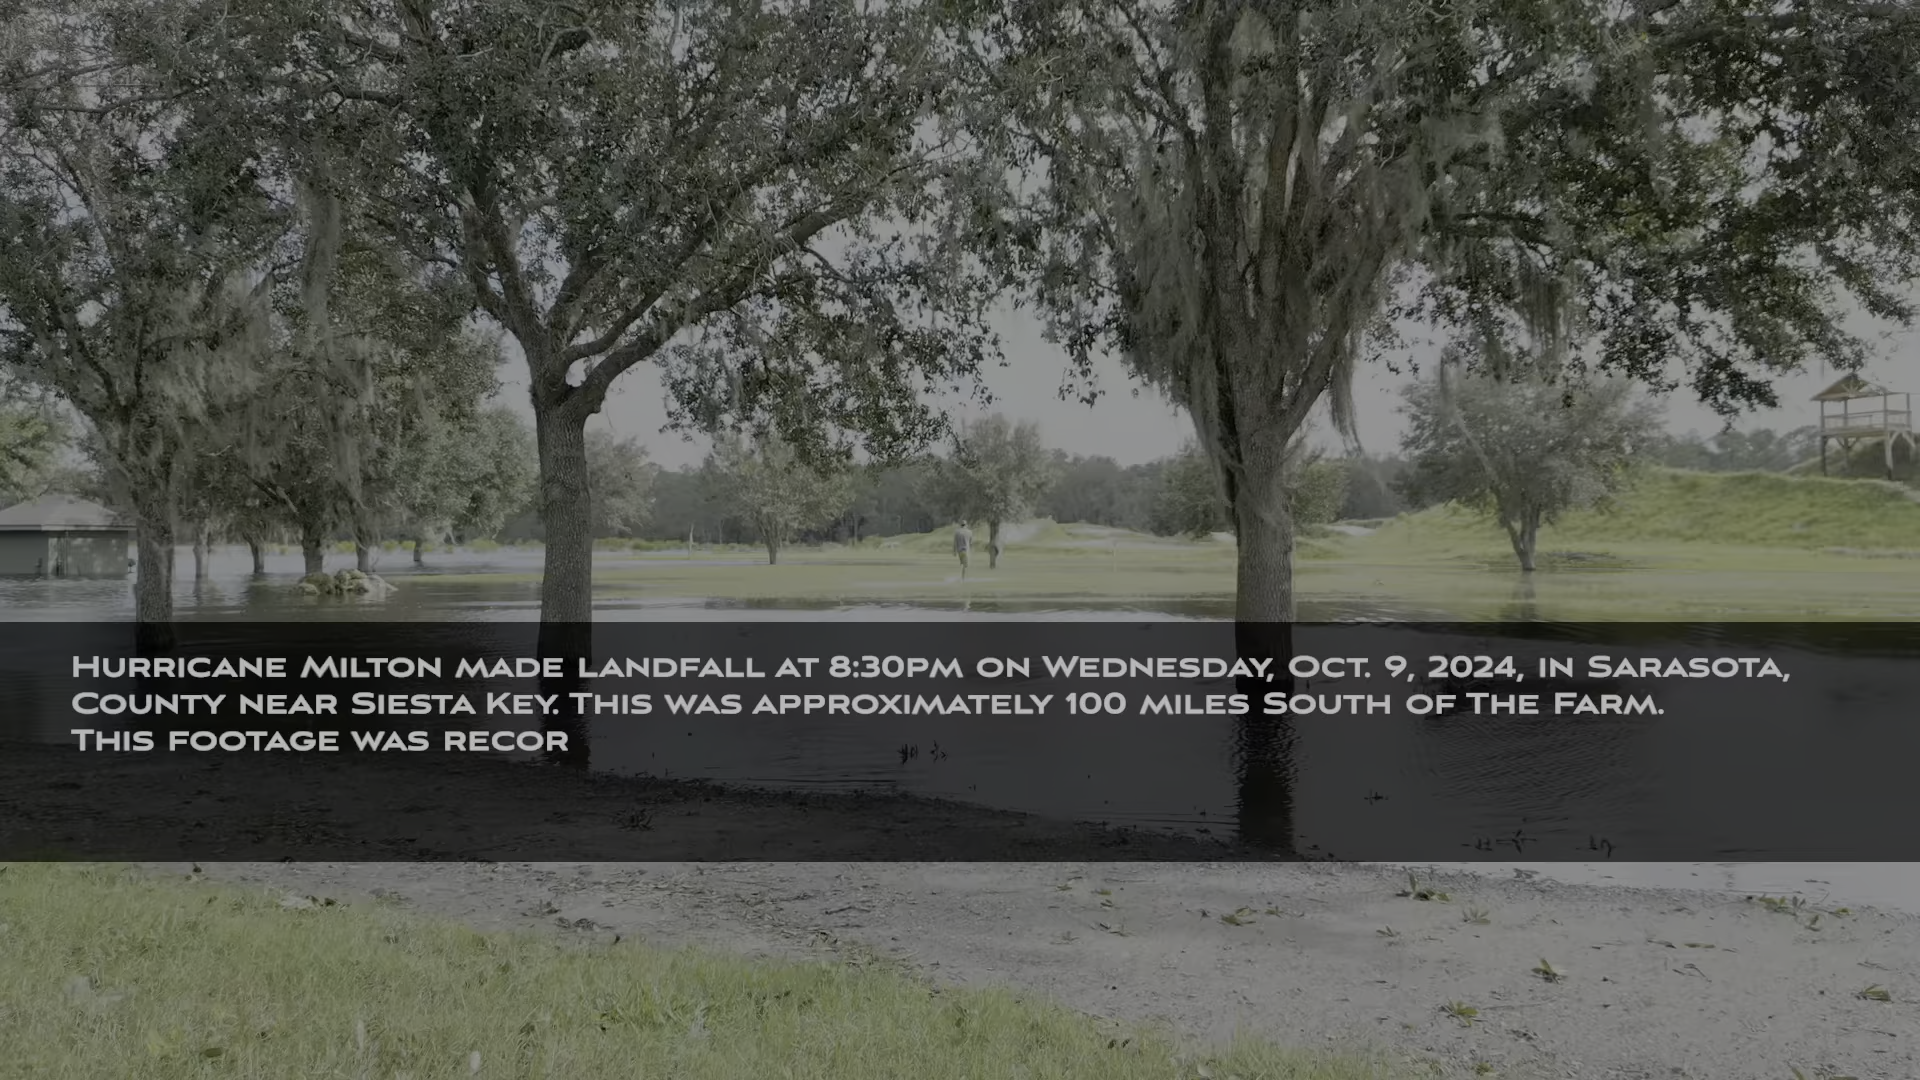 Hurricane Milton made landfall at 8:30pm on Wednesday, Oct. 9, 2024, in Sarasota,
County near Siesta Key. This was approximately 100 miles South of The Farm.
This footage was recor